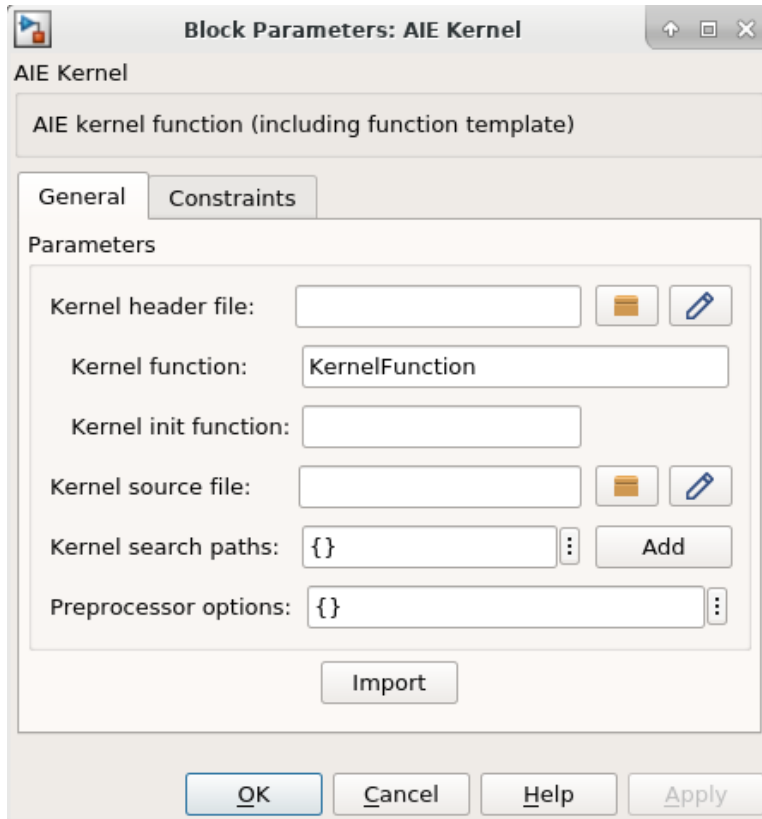 Block Parameters: AIE Kernel
AIE Kernel
AIE kernel function (including function template)
General Constraints
Parameters
Kernel header file:
Kernel function: KernelFunction
Kernel init function:
Kernel source file:
Kernel search paths: {} Add
Preprocessor options: {}
Import
OK Cancel Help Apply